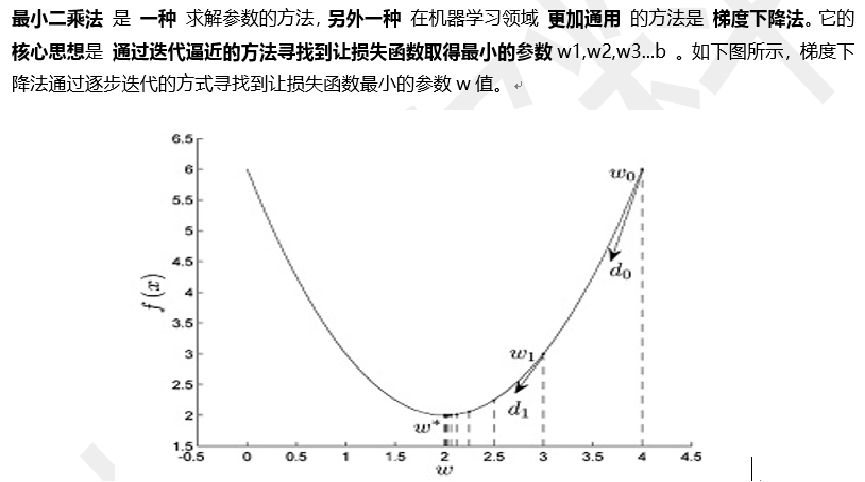 最小二乘法 是 一种 求解参数的方法, 另外一种 在机器学习领域 更加通用 的方法是 梯度下降法。它的
核心思想是 通过迭代逼近的方法寻找到让损失函数取得最小的参数 w1,w2,w3...b 。如下图所示, 梯度下
降法通过逐步迭代的方式寻找到让损失函数最小的参数 w 值。
6.5
6
5.5
5
4.5
4
3.5
3
2.5
2
1.5
f(x)
w₀
d₀
w₁
d₁
w*
-0.5 0 0.5 1 1.5 2 2.5 3 3.5 4 4.5
w